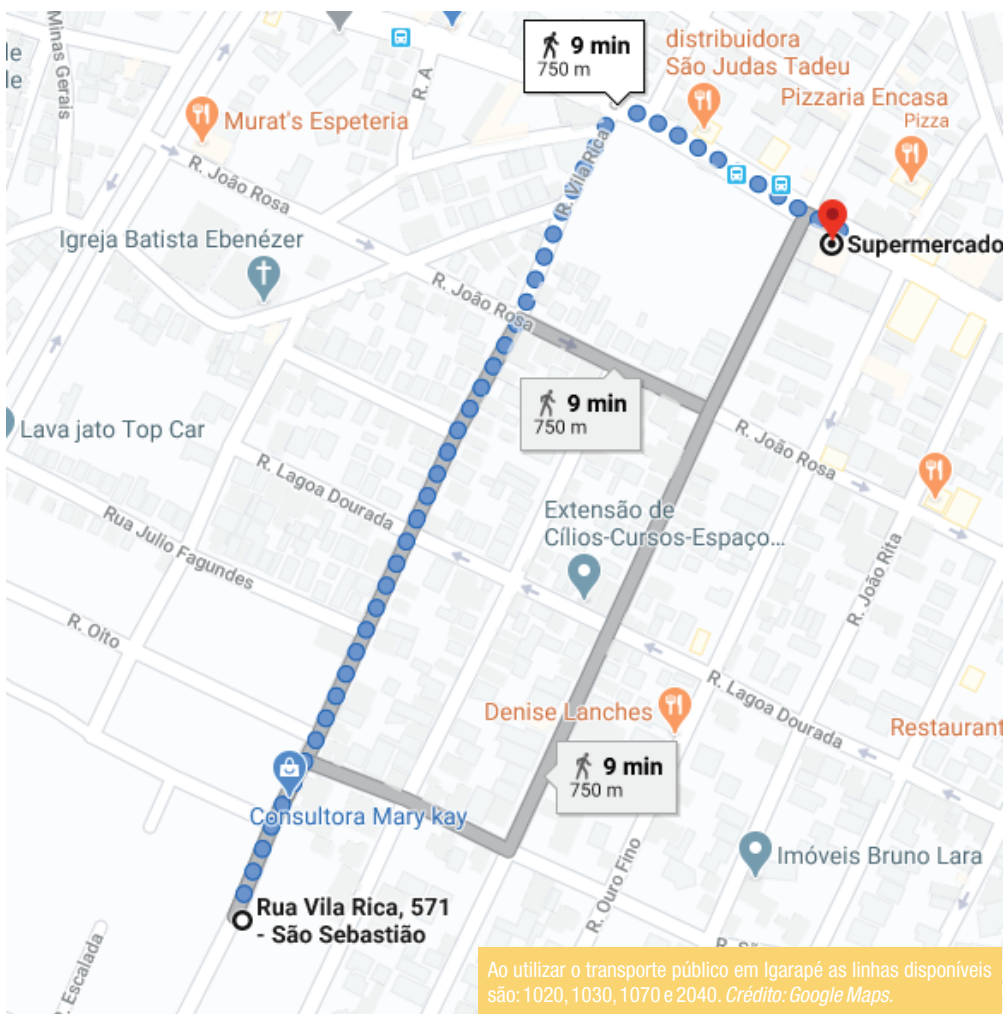 Minas Gerais
de
de
R. A
9 min
750 m
distribuidora
São Judas Tadeu
Pizzaria Encasa
Pizza
Murat's Espeteria
R. João Rosa
R. Vila Rica
Igreja Batista Ebenézer
Supermercado
R. João Rosa
9 min
750 m
Lava jato Top Car
R. João Rosa
R. Lagoa Dourada
Extensão de
Cílios-Cursos-Espaço...
Rua Julio Fagundes
R. João Rita
R. Oito
R. Lagoa Dourada
Denise Lanches
Restaurant
9 min
750 m
Consultora Mary kay
Imóveis Bruno Lara
R. Ouro Fino
Rua Vila Rica, 571
- São Sebastião
R. Escalada
Ao utilizar o transporte público em Igarapé as linhas disponíveis
são: 1020, 1030, 1070 e 2040. Crédito: Google Maps.